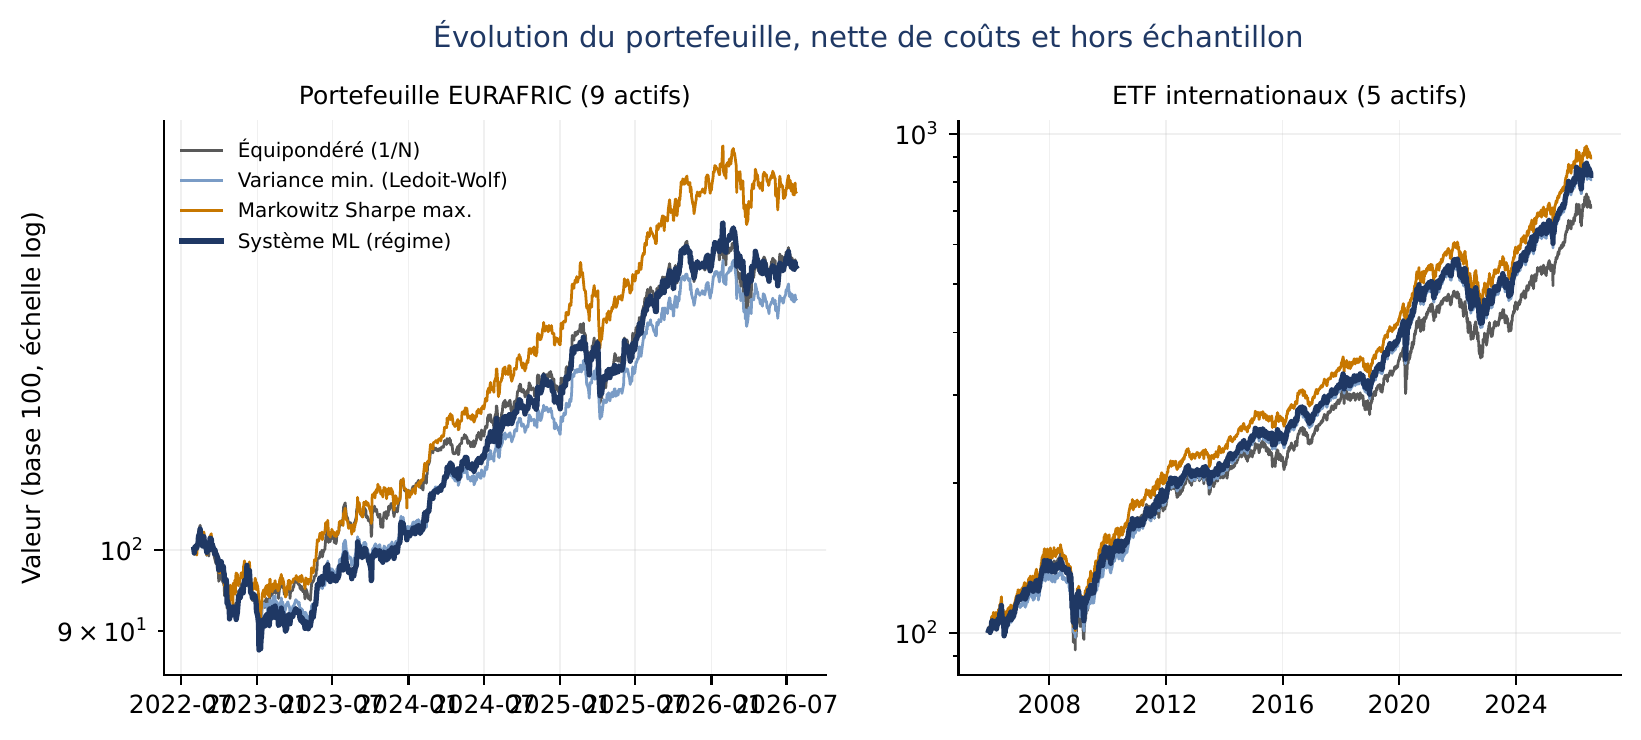 Évolution du portefeuille, nette de coûts et hors échantillon
Portefeuille EURAFRIC (9 actifs)
Équipondéré (1/N)
Variance min. (Ledoit-Wolf)
Markowitz Sharpe max.
Système ML (régime)
Valeur (base 100, échelle log)
10²
9 × 10¹
2022-07 2023-01 2023-07 2024-01 2024-07 2025-01 2025-07 2026-01 2026-07
ETF internationaux (5 actifs)
10³
10²
2008 2012 2016 2020 2024